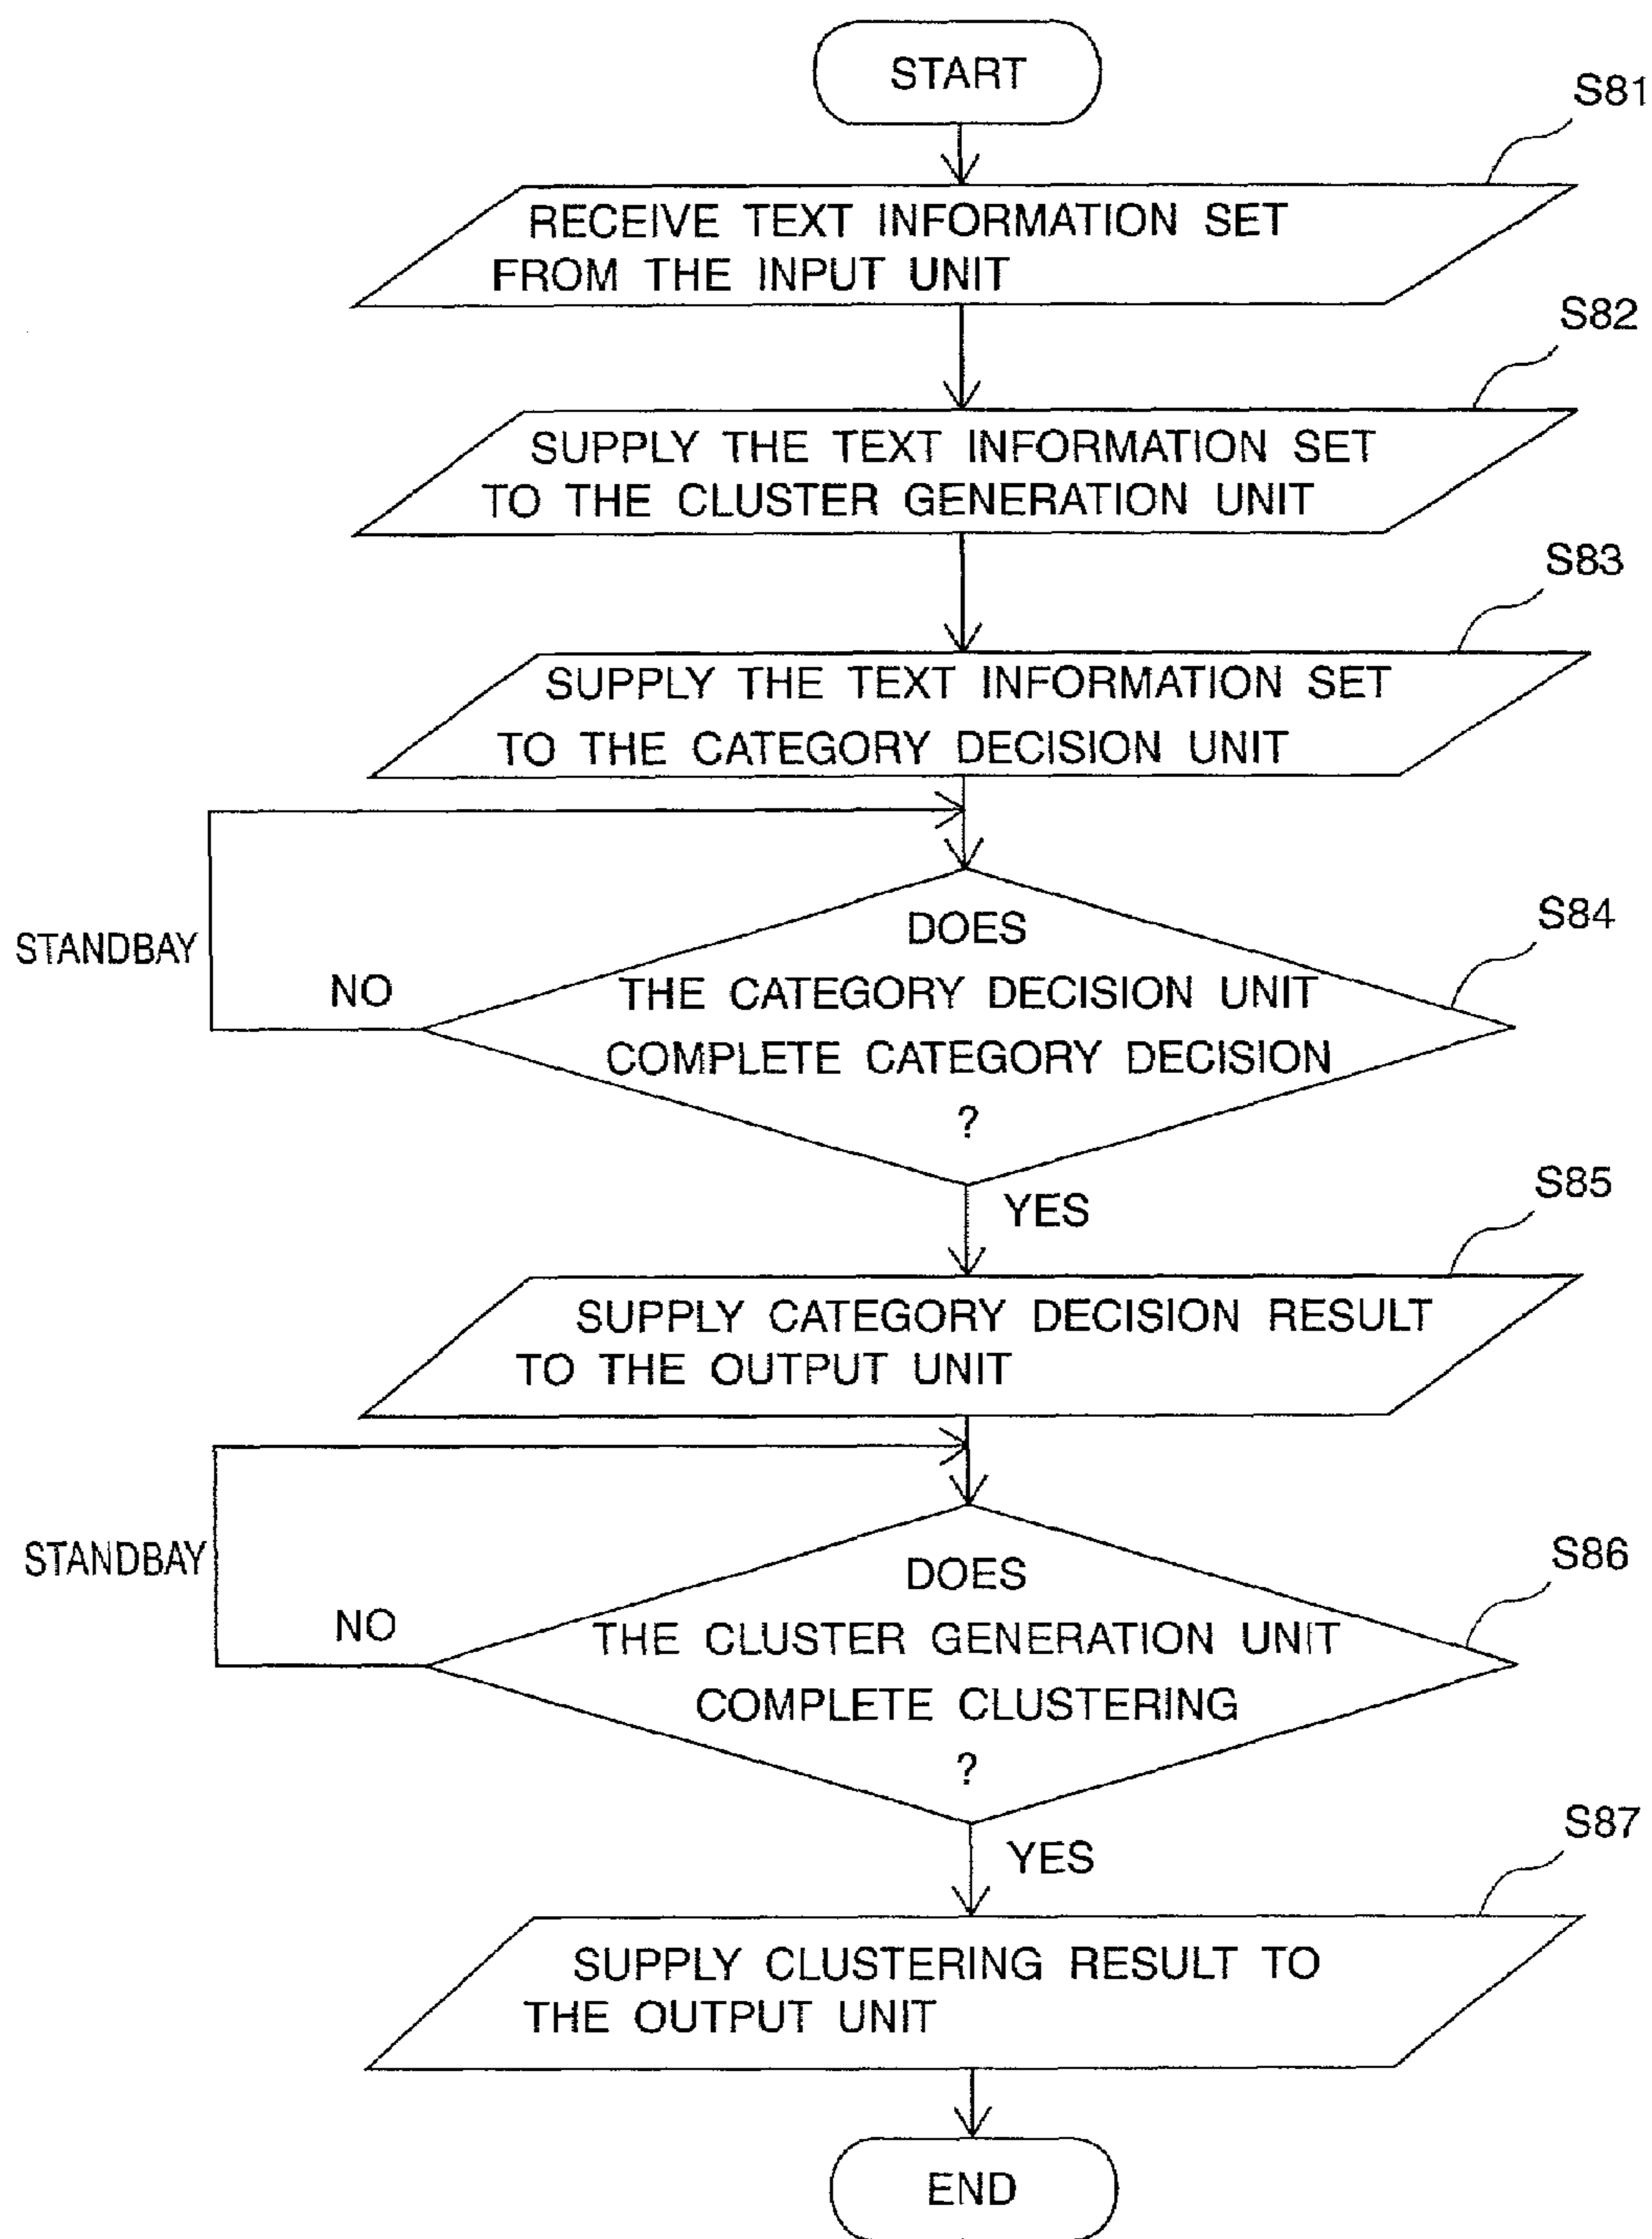 START
S81
RECEIVE TEXT INFORMATION SET
FROM THE INPUT UNIT
S82
SUPPLY THE TEXT INFORMATION SET
TO THE CLUSTER GENERATION UNIT
S83
SUPPLY THE TEXT INFORMATION SET
TO THE CATEGORY DECISION UNIT
S84
DOES
THE CATEGORY DECISION UNIT
COMPLETE CATEGORY DECISION
?
STANDBAY
NO
YES
S85
SUPPLY CATEGORY DECISION RESULT
TO THE OUTPUT UNIT
S86
DOES
THE CLUSTER GENERATION UNIT
COMPLETE CLUSTERING
?
STANDBAY
NO
YES
S87
SUPPLY CLUSTERING RESULT TO
THE OUTPUT UNIT
END